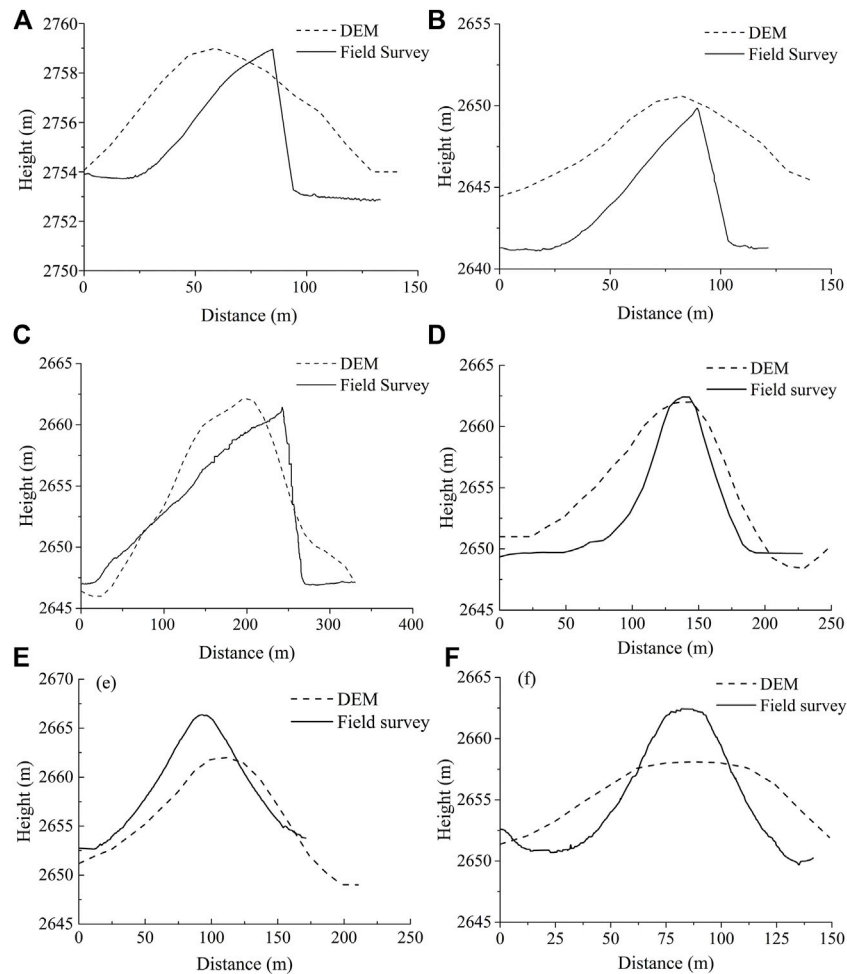 A
2760
2758
2756
2754
2752
2750
Height (m)
DEM
Field Survey
0
50
100
150
Distance (m)
B
2655
2650
2645
2640
Height (m)
DEM
Field Survey
0
50
100
150
Distance (m)
C
2665
2660
2655
2650
2645
Height (m)
DEM
Field Survey
0
100
200
300
400
Distance (m)
D
2665
2660
2655
2650
2645
Height (m)
DEM
Field survey
0
50
100
150
200
250
Distance (m)
E
(e)
2670
2665
2660
2655
2650
2645
Height (m)
DEM
Field survey
0
50
100
150
200
250
Distance (m)
F
(f)
2665
2660
2655
2650
2645
Height (m)
DEM
Field survey
0
25
50
75
100
125
150
Distance (m)